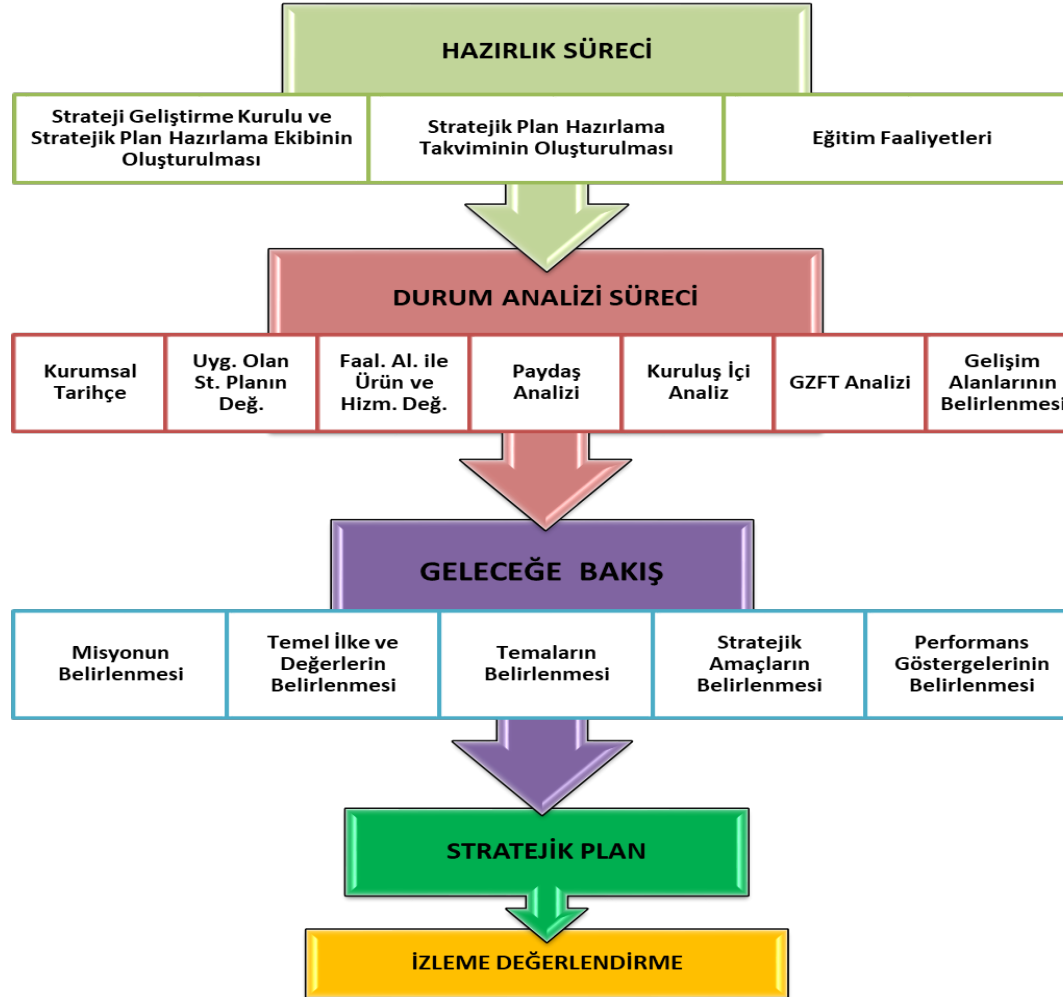 HAZIRLIK SÜRECİ
Strateji Geliştirme Kurulu ve
Stratejik Plan Hazırlama Ekibinin
Oluşturulması
Stratejik Plan Hazırlama
Takviminin Oluşturulması
Eğitim Faaliyetleri
DURUM ANALİZİ SÜRECİ
Kurumsal
Tarihçe
Uyg. Olan
St. Planın
Değ.
Faal. Al. ile
Ürün ve
Hizm. Değ.
Paydaş
Analizi
Kuruluş İçi
Analiz
GZFT Analizi
Gelişim
Alanlarının
Belirlenmesi
GELECEĞE BAKIŞ
Misyonun
Belirlenmesi
Temel İlke ve
Değerlerin
Belirlenmesi
Temaların
Belirlenmesi
Stratejik
Amaçların
Belirlenmesi
Performans
Göstergelerinin
Belirlenmesi
STRATEJİK PLAN
İZLEME DEĞERLENDİRME